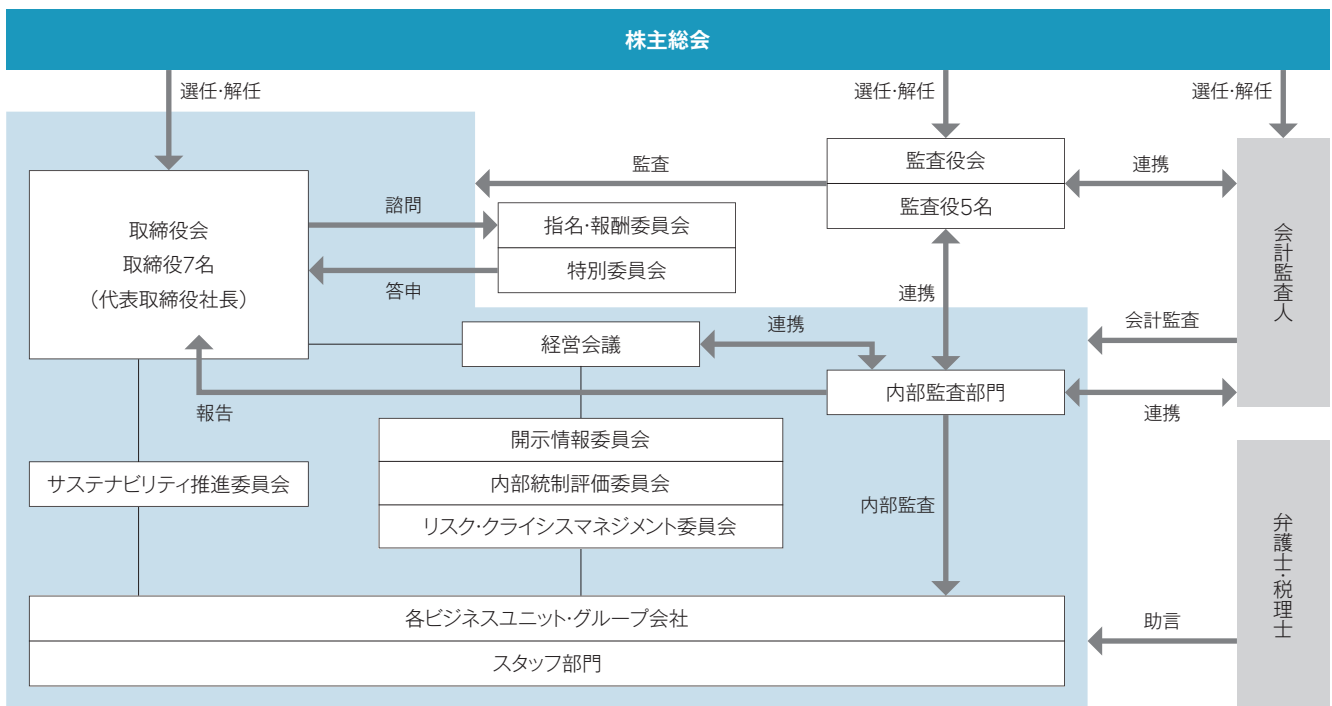 株主総会
選任・解任
選任・解任
選任・解任
監査役会
監査役5名
監査
連携
取締役会
取締役7名
（代表取締役社長）
諮問
答申
指名・報酬委員会
特別委員会
会計監査人
連携
会計監査
経営会議
連携
内部監査部門
連携
報告
開示情報委員会
内部統制評価委員会
リスク・クライシスマネジメント委員会
サステナビリティ推進委員会
内部監査
弁護士・税理士
各ビジネスユニット・グループ会社
スタッフ部門
助言